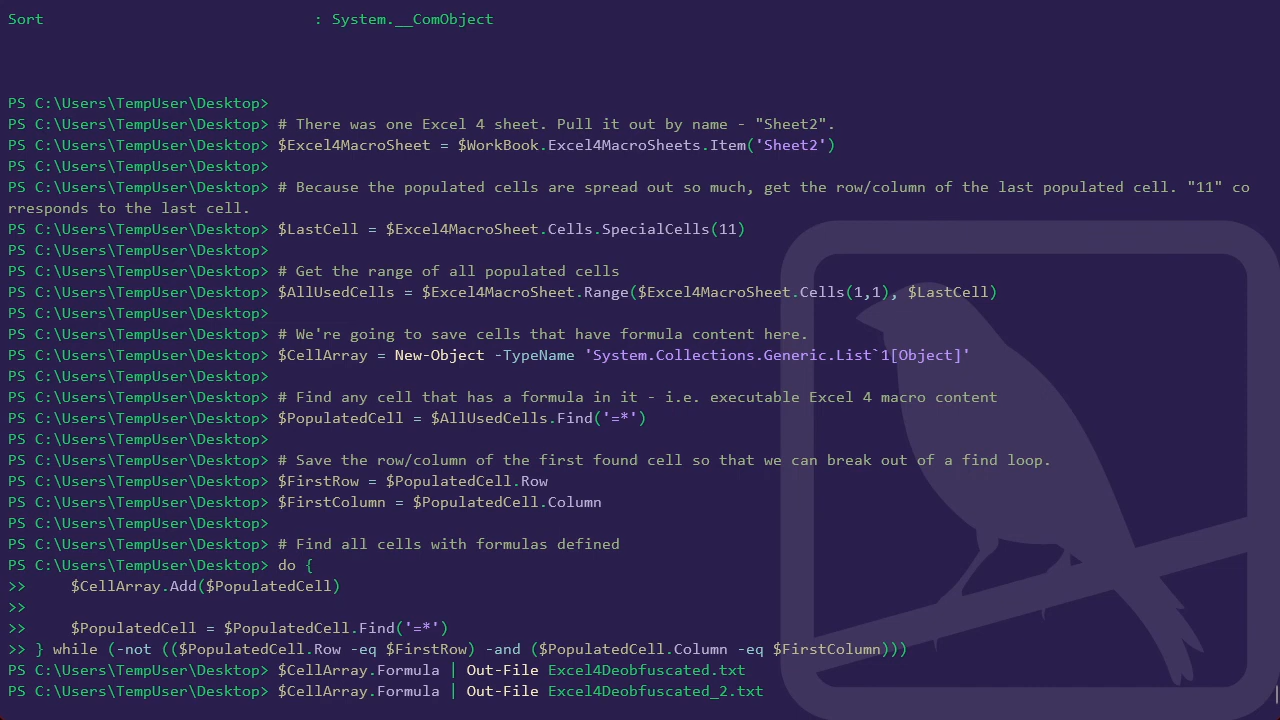 Sort                              : System.__ComObject
PS C:\Users\TempUser\Desktop>
PS C:\Users\TempUser\Desktop> # There was one Excel 4 sheet. Pull it out by name - "Sheet2".
PS C:\Users\TempUser\Desktop> $Excel4MacroSheet = $WorkBook.Excel4MacroSheets.Item('Sheet2')
PS C:\Users\TempUser\Desktop>
PS C:\Users\TempUser\Desktop> # Because the populated cells are spread out so much, get the row/column of the last populated cell. "11" co
rresponds to the last cell.
PS C:\Users\TempUser\Desktop> $LastCell = $Excel4MacroSheet.Cells.SpecialCells(11)
PS C:\Users\TempUser\Desktop>
PS C:\Users\TempUser\Desktop> # Get the range of all populated cells
PS C:\Users\TempUser\Desktop> $AllUsedCells = $Excel4MacroSheet.Range($Excel4MacroSheet.Cells(1,1), $LastCell)
PS C:\Users\TempUser\Desktop>
PS C:\Users\TempUser\Desktop> # We're going to save cells that have formula content here.
PS C:\Users\TempUser\Desktop> $CellArray = New-Object -TypeName 'System.Collections.Generic.List`1[Object]'
PS C:\Users\TempUser\Desktop>
PS C:\Users\TempUser\Desktop> # Find any cell that has a formula in it - i.e. executable Excel 4 macro content
PS C:\Users\TempUser\Desktop> $PopulatedCell = $AllUsedCells.Find('=*')
PS C:\Users\TempUser\Desktop>
PS C:\Users\TempUser\Desktop> # Save the row/column of the first found cell so that we can break out of a find loop.
PS C:\Users\TempUser\Desktop> $FirstRow = $PopulatedCell.Row
PS C:\Users\TempUser\Desktop> $FirstColumn = $PopulatedCell.Column
PS C:\Users\TempUser\Desktop>
PS C:\Users\TempUser\Desktop> # Find all cells with formulas defined
PS C:\Users\TempUser\Desktop> do {
>>     $CellArray.Add($PopulatedCell)
>>
>>     $PopulatedCell = $PopulatedCell.Find('=*')
>> } while (-not (($PopulatedCell.Row -eq $FirstRow) -and ($PopulatedCell.Column -eq $FirstColumn)))
PS C:\Users\TempUser\Desktop> $CellArray.Formula | Out-File Excel4Deobfuscated.txt
PS C:\Users\TempUser\Desktop> $CellArray.Formula | Out-File Excel4Deobfuscated_2.txt